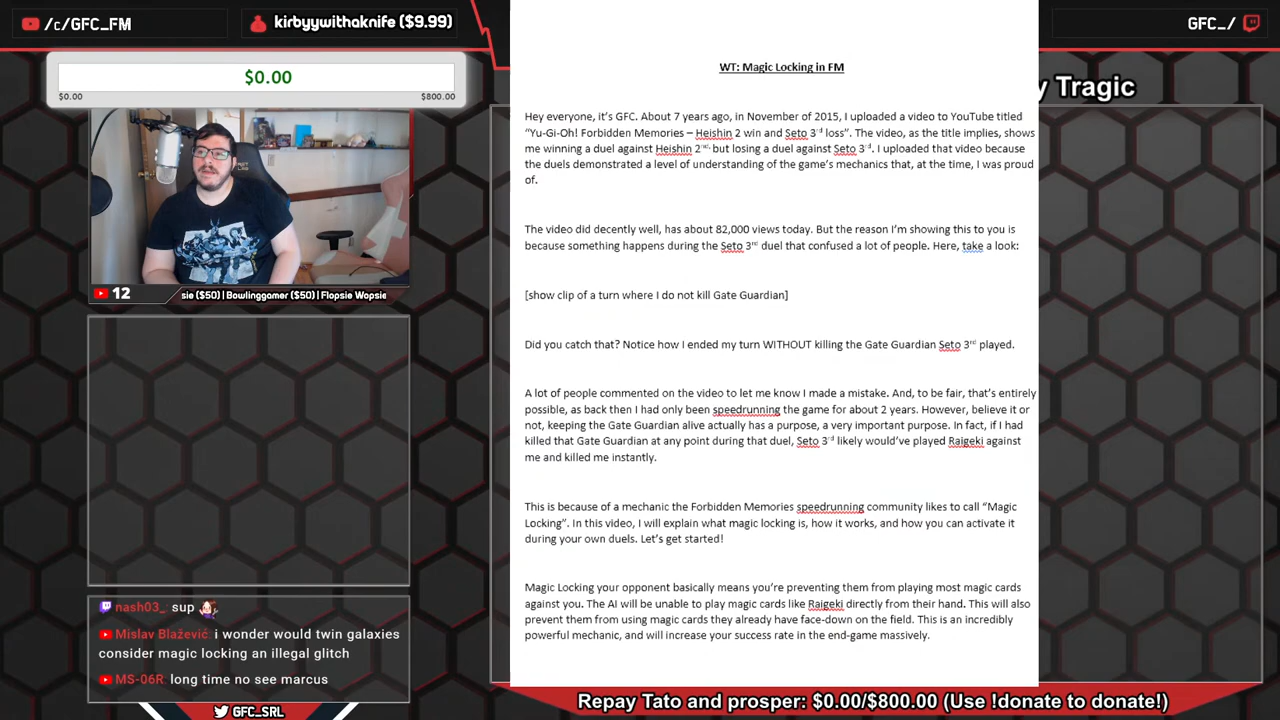 /c/GFC_FM
kirbyywithaknife ($9.99)
GFC_/
$0.00
$0.00
$800.00
y Tragic
12
sie ($50) | Bowlinggamer ($50) | Flopsie Wopsie
WT: Magic Locking in FM
Hey everyone, it's GFC. About 7 years ago, in November of 2015, I uploaded a video to YouTube titled
"Yu-Gi-Oh! Forbidden Memories – Heishin 2 win and Seto 3rd loss". The video, as the title implies, shows
me winning a duel against Heishin 2nd, but losing a duel against Seto 3rd. I uploaded that video because
the duels demonstrated a level of understanding of the game's mechanics that, at the time, I was proud
of.
The video did decently well, has about 82,000 views today. But the reason I'm showing this to you is
because something happens during the Seto 3rd duel that confused a lot of people. Here, take a look:
[show clip of a turn where I do not kill Gate Guardian]
Did you catch that? Notice how I ended my turn WITHOUT killing the Gate Guardian Seto 3rd played.
A lot of people commented on the video to let me know I made a mistake. And, to be fair, that's entirely
possible, as back then I had only been speedrunning the game for about 2 years. However, believe it or
not, keeping the Gate Guardian alive actually has a purpose, a very important purpose. In fact, if I had
killed that Gate Guardian at any point during that duel, Seto 3rd likely would've played Raigeki against
me and killed me instantly.
This is because of a mechanic the Forbidden Memories speedrunning community likes to call "Magic
Locking". In this video, I will explain what magic locking is, how it works, and how you can activate it
during your own duels. Let's get started!
Magic Locking your opponent basically means you're preventing them from playing most magic cards
against you. The AI will be unable to play magic cards like Raigeki directly from their hand. This will also
prevent them from using magic cards they already have face-down on the field. This is an incredibly
powerful mechanic, and will increase your success rate in the end-game massively.
nash03_: sup
Mislav Blažević: i wonder would twin galaxies
consider magic locking an illegal glitch
MS-06R: long time no see marcus
GFC_SRL
Repay Tato and prosper: $0.00/$800.00 (Use !donate to donate!)